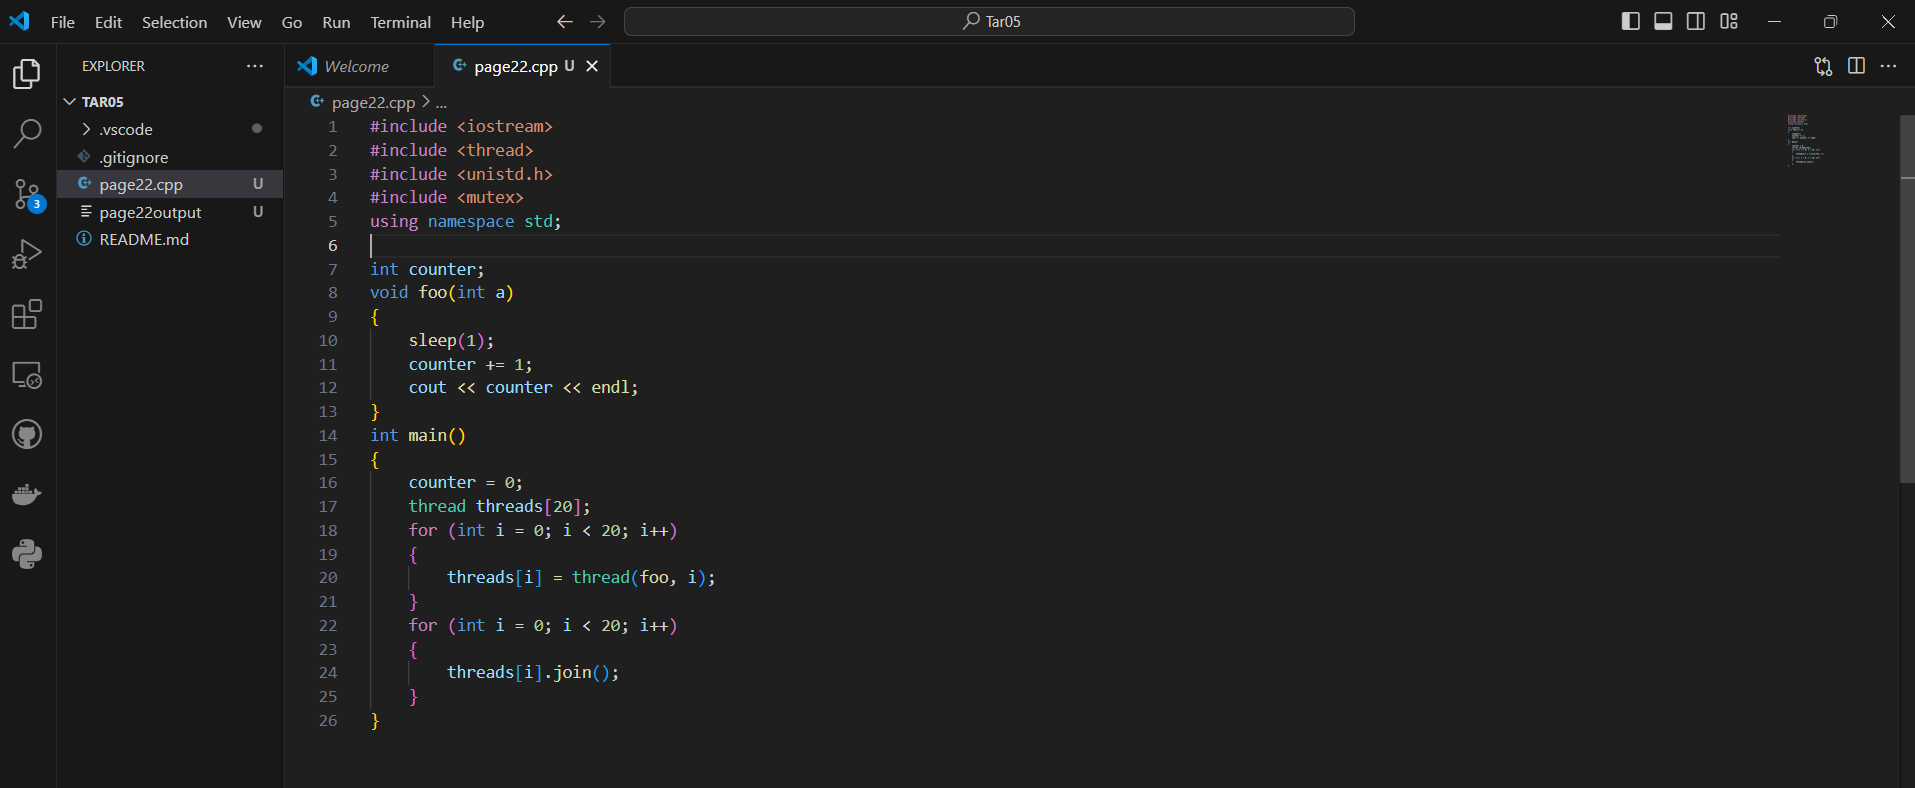 File Edit Selection View Go Run Terminal Help Tar05
EXPLORER
Welcome
page22.cpp U
TAR05
.vscode
.gitignore
page22.cpp U
page22output U
README.md
3
page22.cpp > ...
1 #include <iostream>
2 #include <thread>
3 #include <unistd.h>
4 #include <mutex>
5 using namespace std;
6
7 int counter;
8 void foo(int a)
9 {
10 sleep(1);
11 counter += 1;
12 cout << counter << endl;
13 }
14 int main()
15 {
16 counter = 0;
17 thread threads[20];
18 for (int i = 0; i < 20; i++)
19 {
20 threads[i] = thread(foo, i);
21 }
22 for (int i = 0; i < 20; i++)
23 {
24 threads[i].join();
25 }
26 }